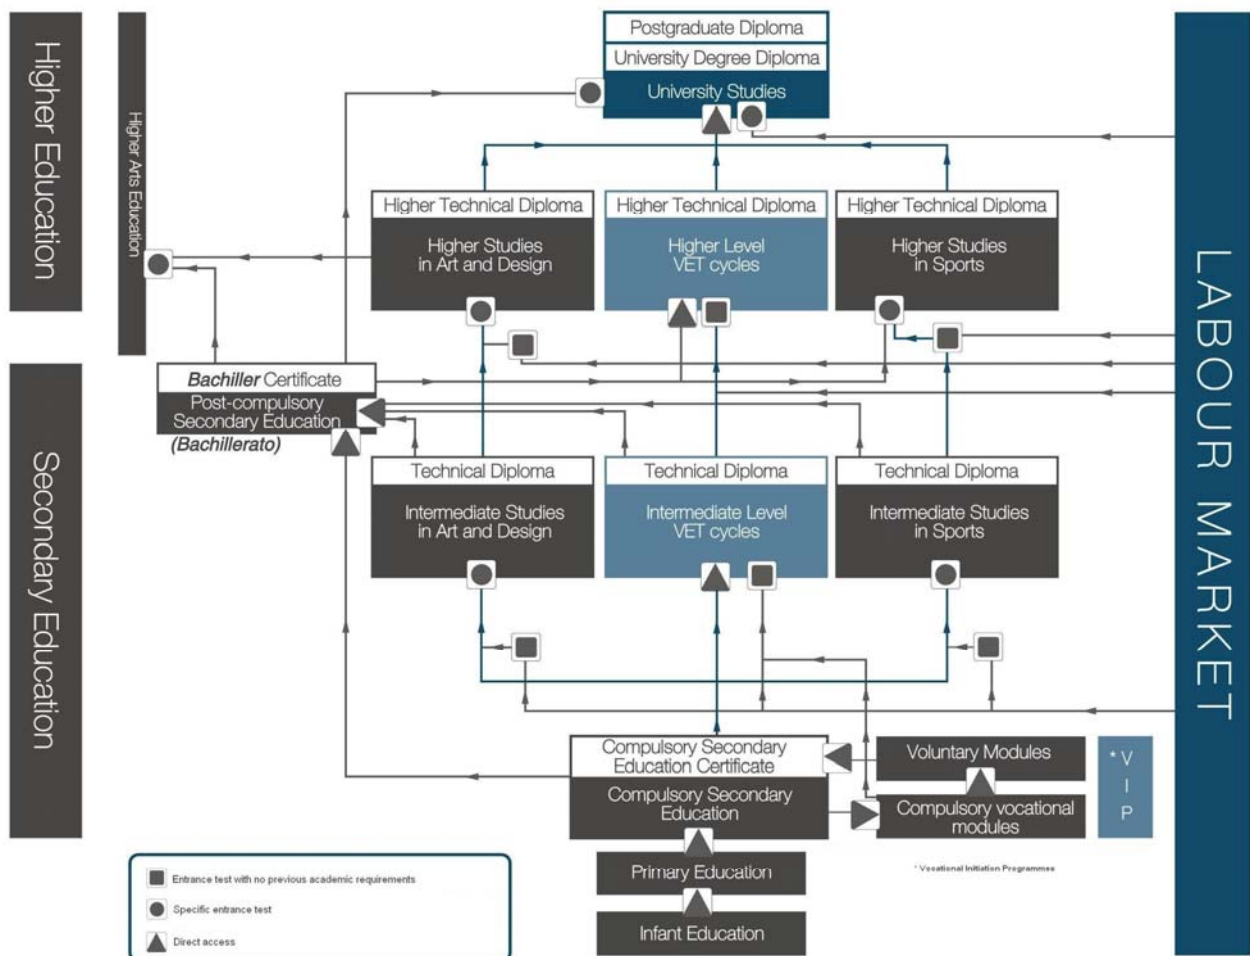 Higher Education
Higher Arts Education
Postgraduate Diploma
University Degree Diploma
University Studies
Higher Technical Diploma
Higher Studies
in Art and Design
Higher Technical Diploma
Higher Level
VET cycles
Higher Technical Diploma
Higher Studies
in Sports
LABOUR MARKET
Secondary Education
Bachiller Certificate
Post-compulsory
Secondary Education
(Bachillerato)
Technical Diploma
Intermediate Studies
in Art and Design
Technical Diploma
Intermediate Level
VET cycles
Technical Diploma
Intermediate Studies
in Sports
Compulsory Secondary
Education Certificate
Compulsory Secondary
Education
Voluntary Modules
Compulsory vocational
modules
* V
I
P
Primary Education
Infant Education
* Vocational Initiation Programmes
Entrance test with no previous academic requirements
Specific entrance test
Direct access